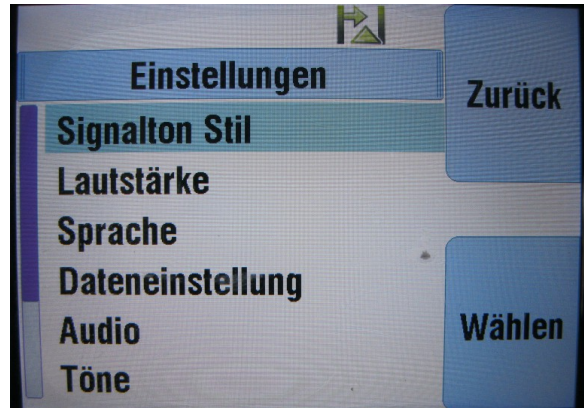 Einstellungen
Zurück
Signalton Stil
Lautstärke
Sprache
Dateneinstellung
Audio
Wählen
Töne